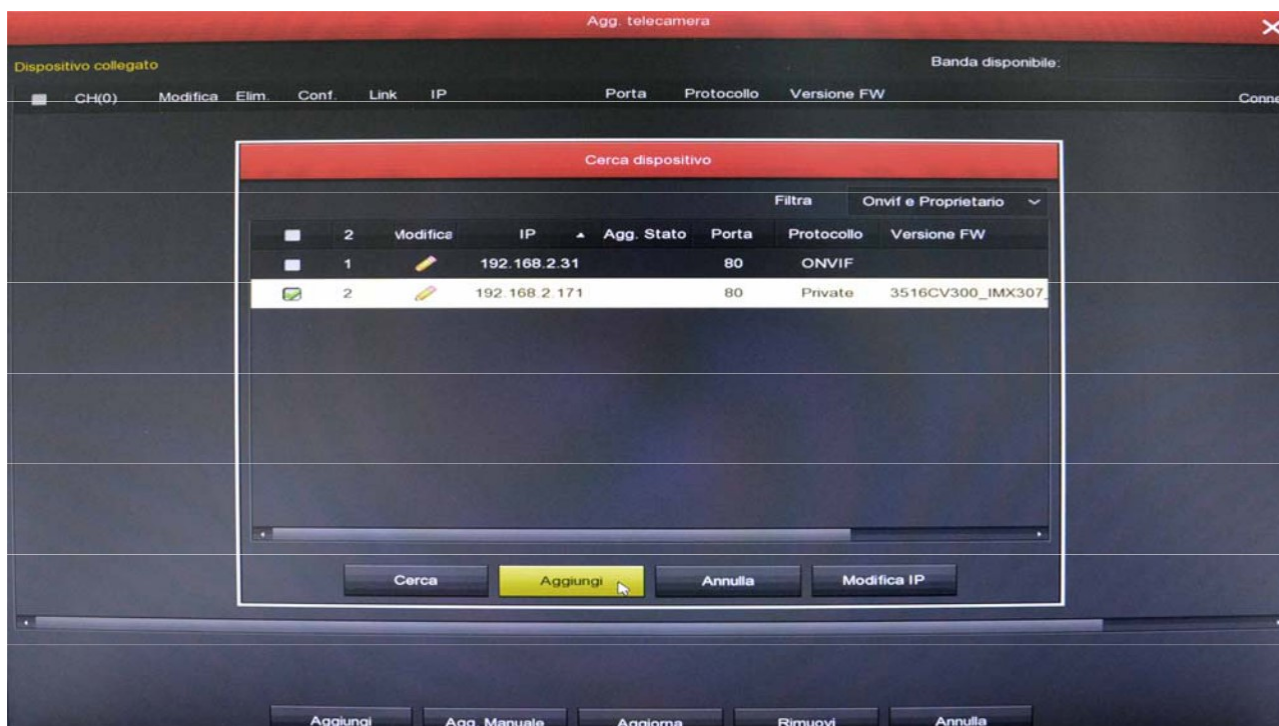 Agg. telecamera
Dispositivo collegato Banda disponibile:
CH(0) Modifica Elim. Conf. Link IP Porta Protocollo Versione FW
Cerca dispositivo
Filtra Onvif e Proprietario
2 Modifica IP Agg. Stato Porta Protocollo Versione FW
1 192.168.2.31 80 ONVIF
2 192.168.2.171 80 Private 3516CV300_IMX307_
Cerca Aggiungi Annulla Modifica IP
Aggiungi Agg. Manuale Aggiorna Rimuovi Annulla